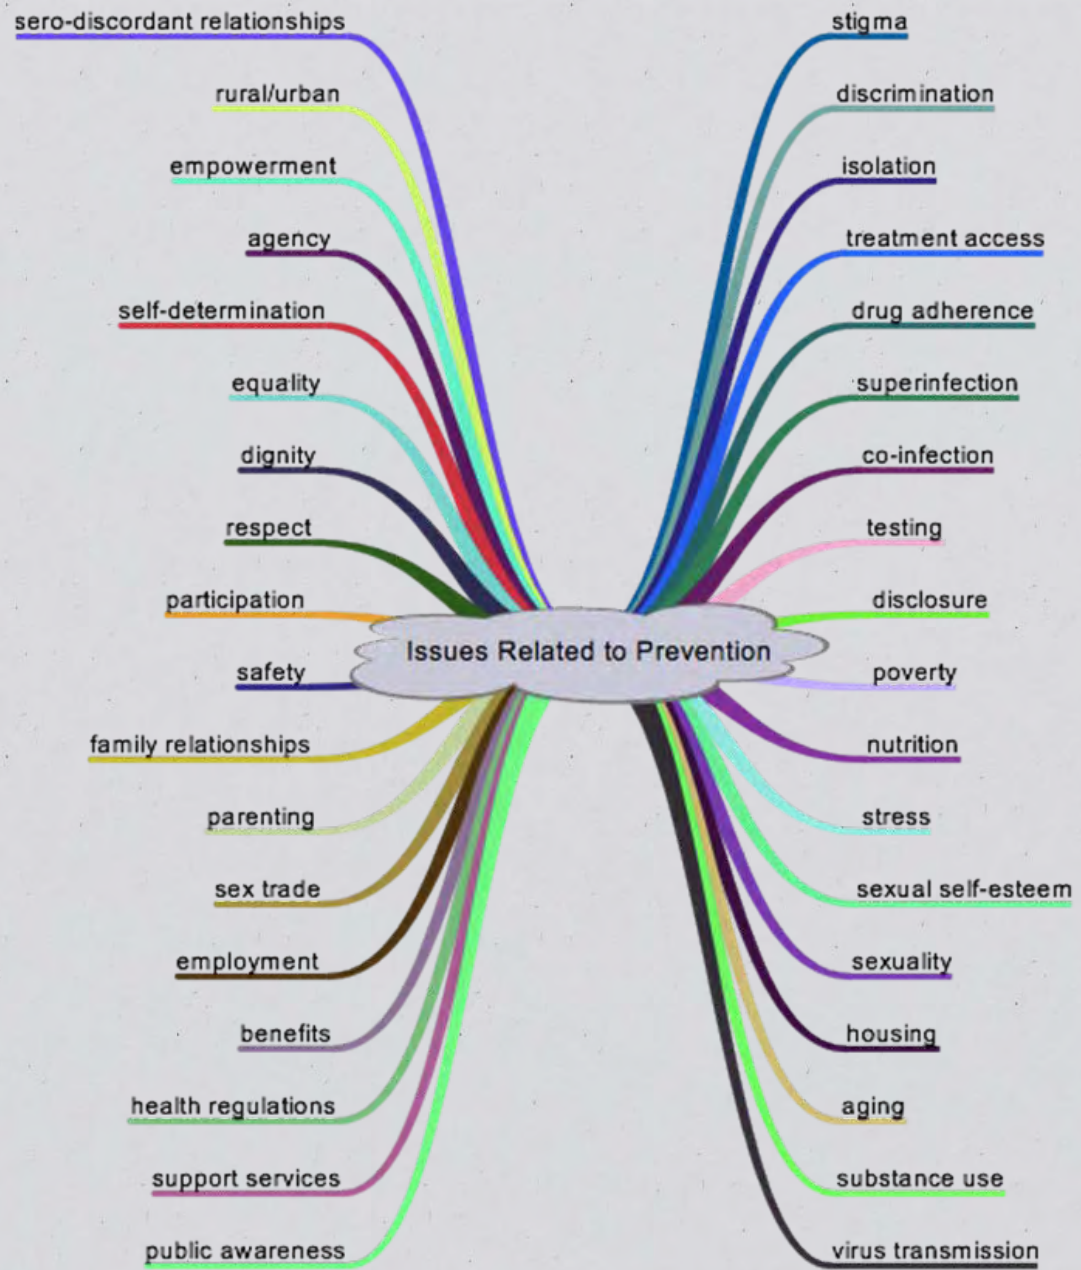 sero-discordant relationships
rural/urban
empowerment
agency
self-determination
equality
dignity
respect
participation
safety
family relationships
parenting
sex trade
employment
benefits
health regulations
support services
public awareness
Issues Related to Prevention
stigma
discrimination
isolation
treatment access
drug adherence
superinfection
co-infection
testing
disclosure
poverty
nutrition
stress
sexual self-esteem
sexuality
housing
aging
substance use
virus transmission